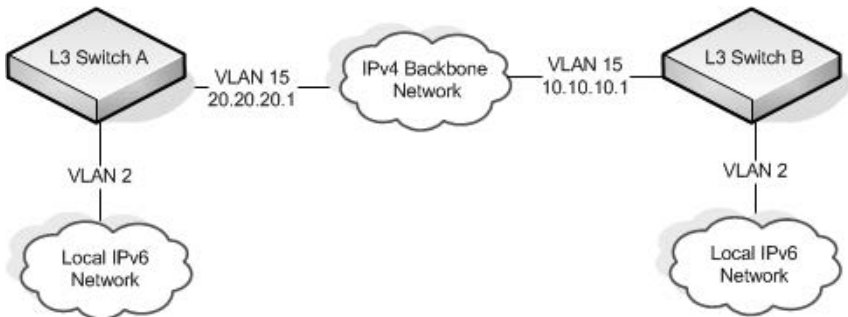 L3 Switch A
VLAN 15
20.20.20.1
IPv4 Backbone
Network
VLAN 15
10.10.10.1
L3 Switch B
VLAN 2
VLAN 2
Local IPv6
Network
Local IPv6
Network